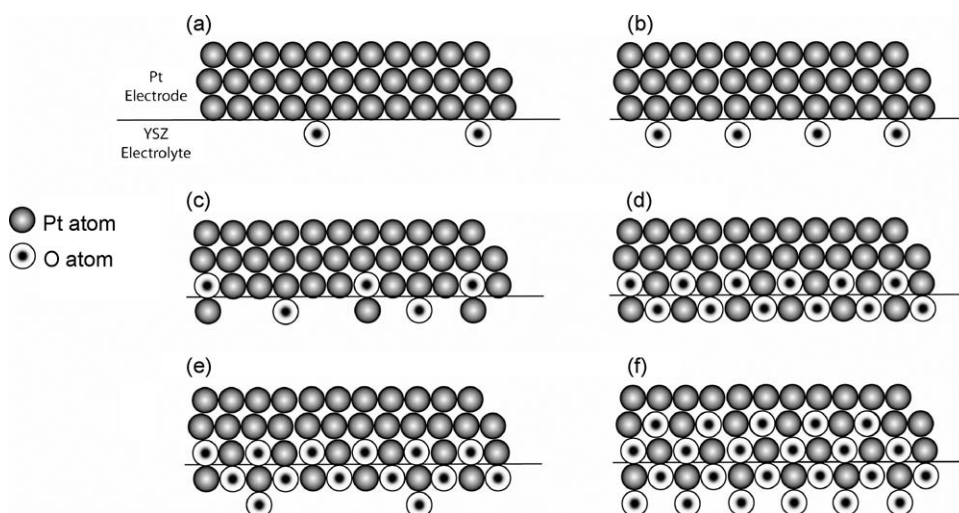 (a)
(b)
Pt
Electrode
YSZ
Electrolyte
(c)
(d)
Pt atom
O atom
(e)
(f)